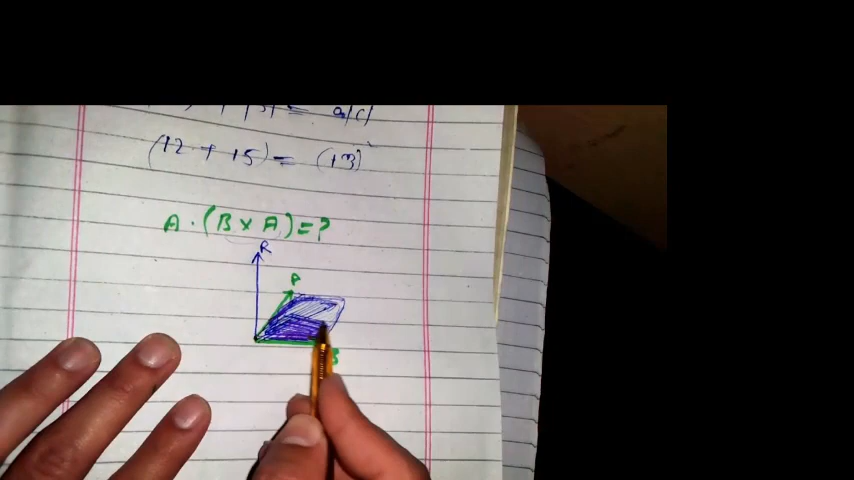 (12 + 15) = (13)
A · (B × A) = ?
R
A
B